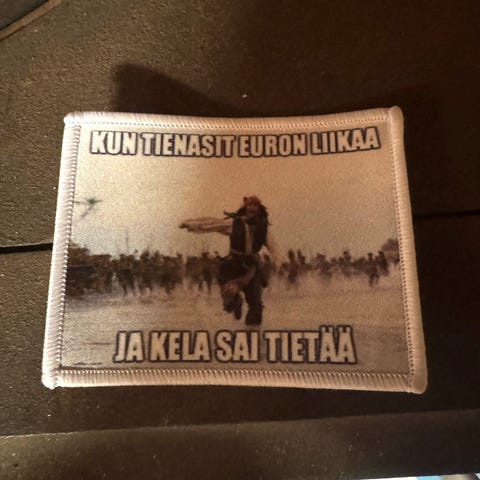 KUN TIENASIT EURON LIIKAA
JA KELA SAI TIETÄÄ